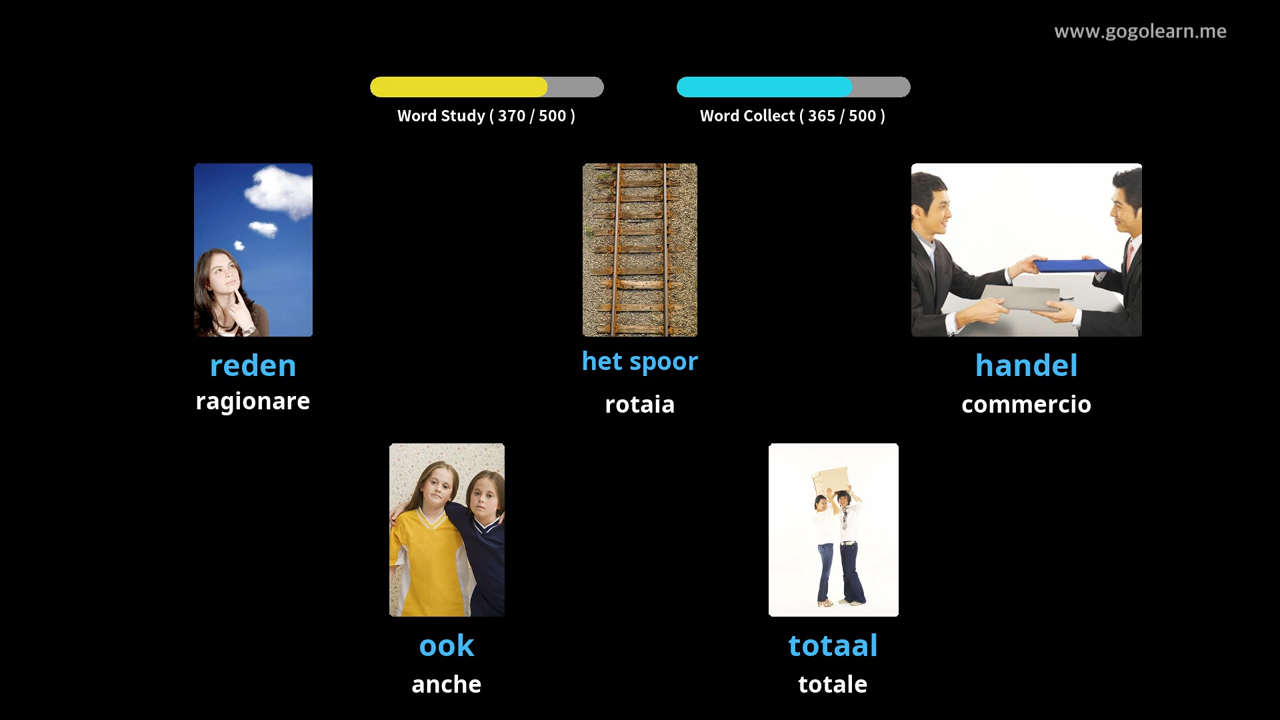 www.gogolearn.me
Word Study ( 370 / 500 )
Word Collect ( 365 / 500 )
reden
ragionare
het spoor
rotaia
handel
commercio
ook
anche
totaal
totale